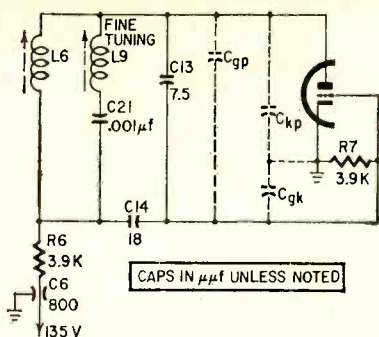 FINE
TUNING
L6
L9
C13
7.5
Cgp
C21
.001μf
Ckp
R7
3.9K
Cgk
C14
18
R6
3.9K
C6
800
135 V
CAPS IN μμf UNLESS NOTED